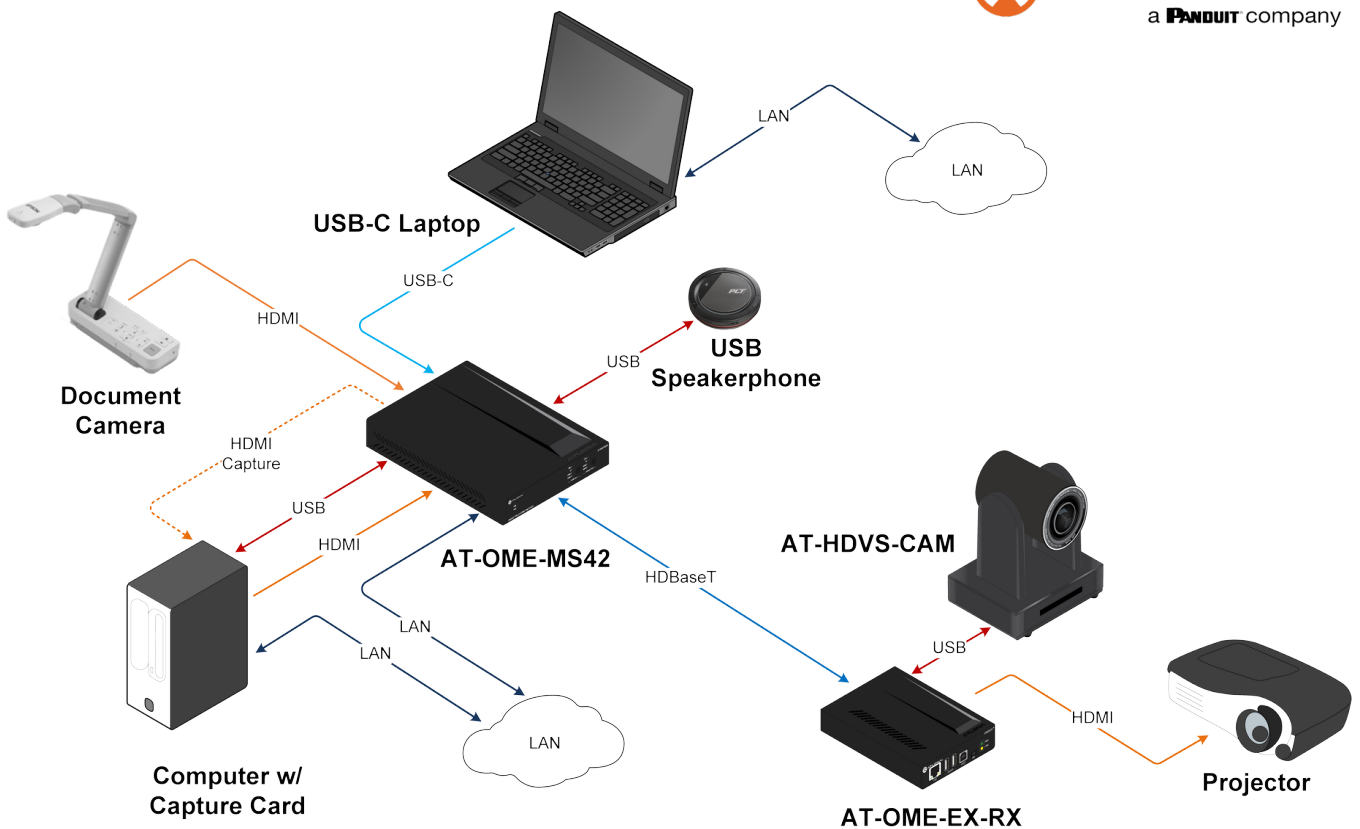 a PANDUIT company
LAN
LAN
USB-C Laptop
USB-C
HDMI
PLT
USB
USB
Speakerphone
Document
Camera
HDMI
Capture
USB
HDMI
AT-OME-MS42
AT-HDVS-CAM
HDBaseT
LAN
LAN
USB
HDMI
LAN
Computer w/
Capture Card
Projector
AT-OME-EX-RX